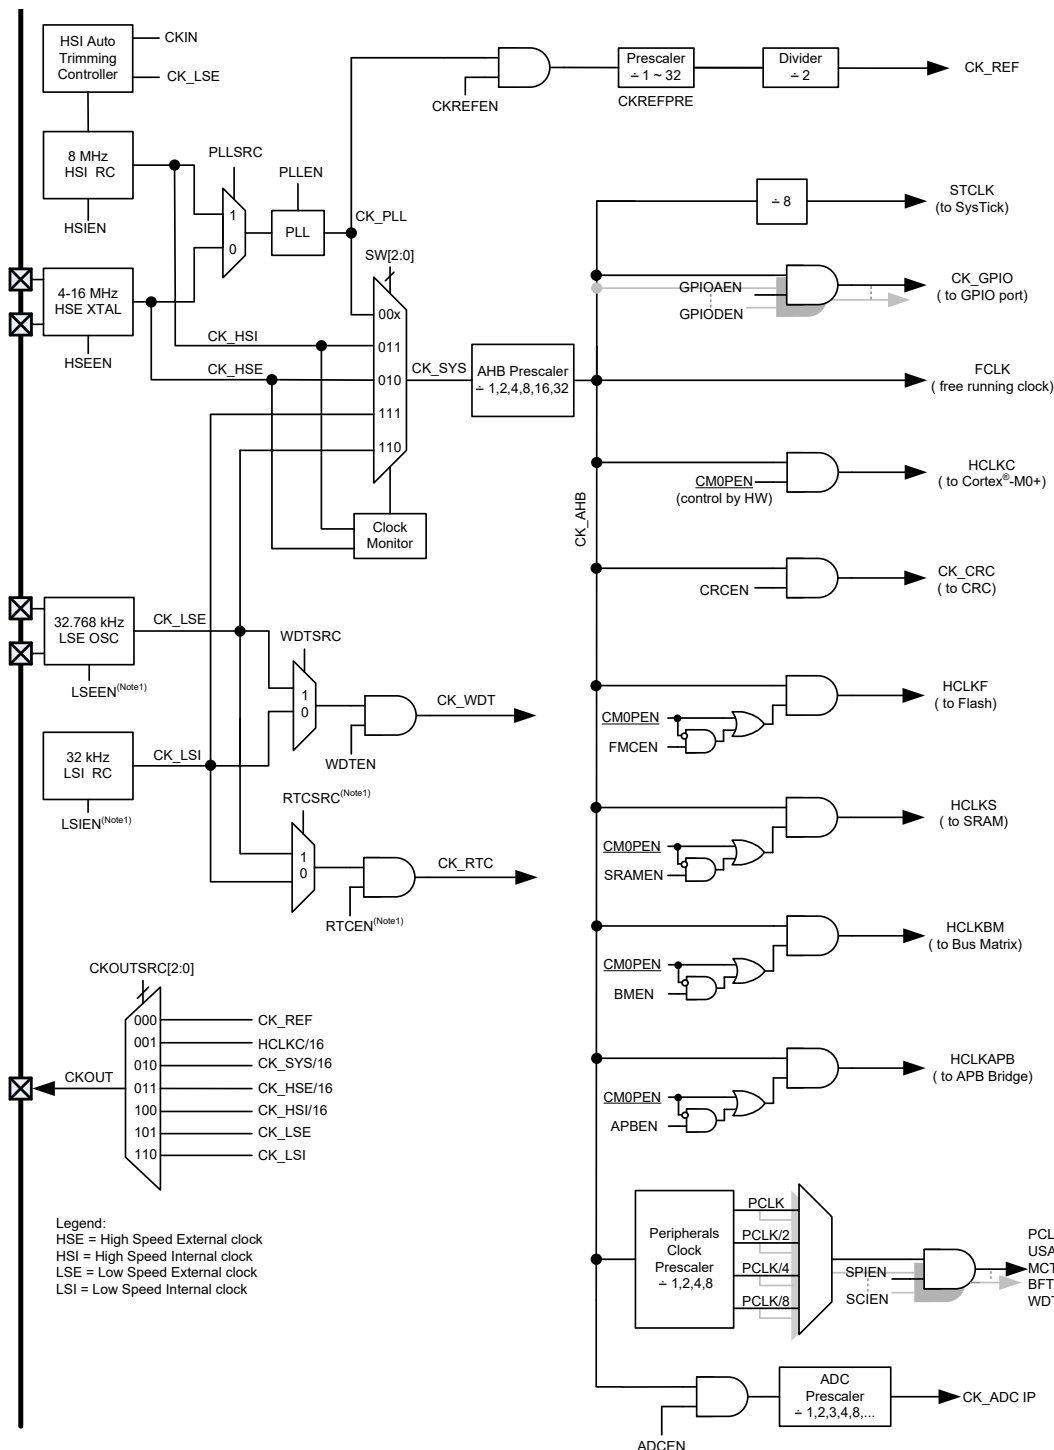 HSI Auto
Trimming
Controller
CKIN
CK_LSE
8 MHz
HSI RC
HSIEN
PLLSRC
1
0
PLLEN
PLL
CK_PLL
CKREFEN
Prescaler
÷ 1 ~ 32
CKREFPRE
Divider
÷ 2
CK_REF
4-16 MHz
HSE XTAL
HSEEN
SW[2:0]
00x
011
010
111
110
CK_HSI
CK_HSE
CK_SYS
AHB Prescaler
÷ 1,2,4,8,16,32
Clock
Monitor
÷ 8
STCLK
(to SysTick)
GPIOAEN
GPIODEN
CK_GPIO
( to GPIO port)
FCLK
( free running clock)
CK_AHB
CM0PEN
(control by HW)
HCLKC
( to Cortex®-M0+)
CRCEN
CK_CRC
( to CRC)
32.768 kHz
LSE OSC
CK_LSE
LSEEN(Note1)
WDTSRC
1
0
WDTEN
CK_WDT
32 kHz
LSI RC
CK_LSI
LSIEN(Note1)
RTCSRC(Note1)
1
0
RTCEN(Note1)
CK_RTC
CM0PEN
FMCEN
HCLKF
( to Flash)
CM0PEN
SRAMEN
HCLKS
( to SRAM)
CM0PEN
BMEN
HCLKBM
( to Bus Matrix)
CM0PEN
APBEN
HCLKAPB
( to APB Bridge)
CKOUTSRC[2:0]
CKOUT
000 CK_REF
001 HCLKC/16
010 CK_SYS/16
011 CK_HSE/16
100 CK_HSI/16
101 CK_LSE
110 CK_LSI
Peripherals
Clock
Prescaler
÷ 1,2,4,8
PCLK
PCLK/2
PCLK/4
PCLK/8
SPIEN
SCIEN
PCL
USA
MCT
BFT
WDT
ADCEN
ADC
Prescaler
÷ 1,2,3,4,8,...
CK_ADC IP
Legend:
HSE = High Speed External clock
HSI = High Speed Internal clock
LSE = Low Speed External clock
LSI = Low Speed Internal clock